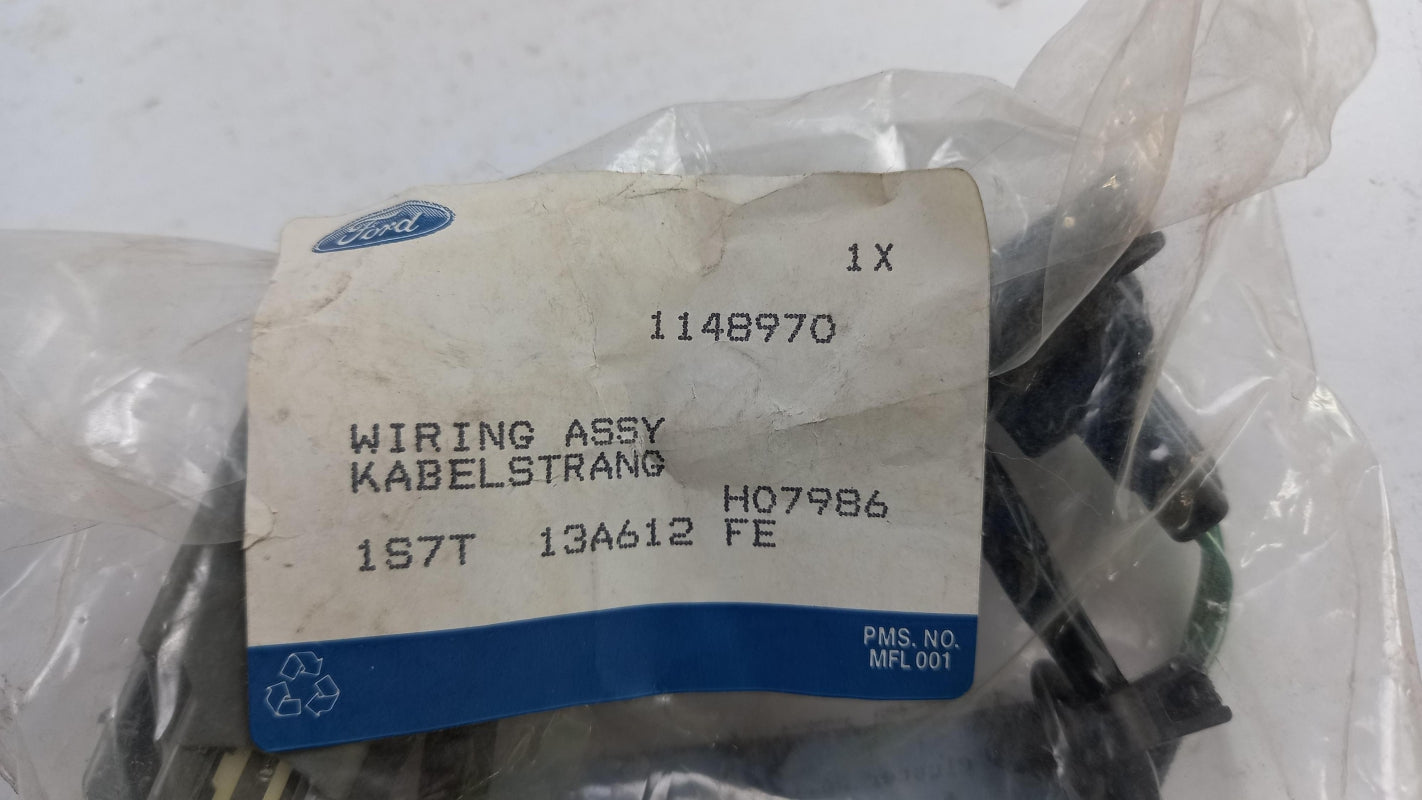 Ford
1X
1148970
WIRING ASSY
KABELSTRANG
H07986
1S7T 13A612 FE
PMS. NO.
MFL 001